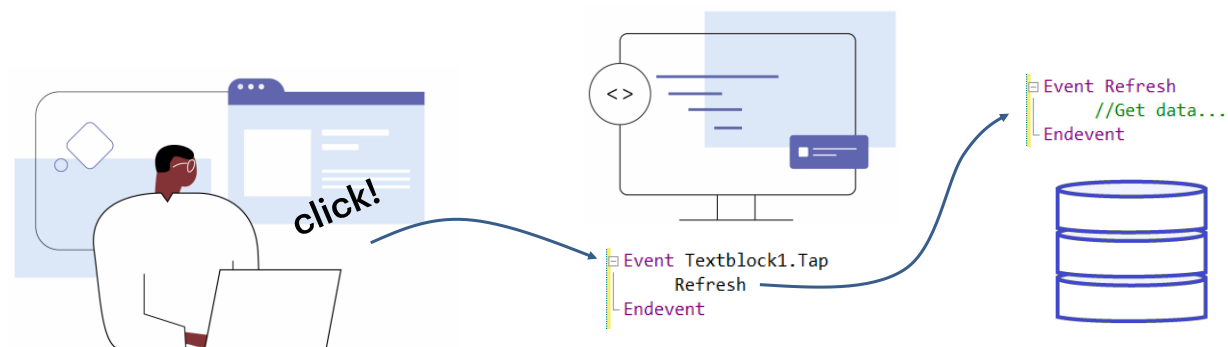 click!
< >
Event Textblock1.Tap
Refresh
Endevent
Event Refresh
//Get data...
Endevent